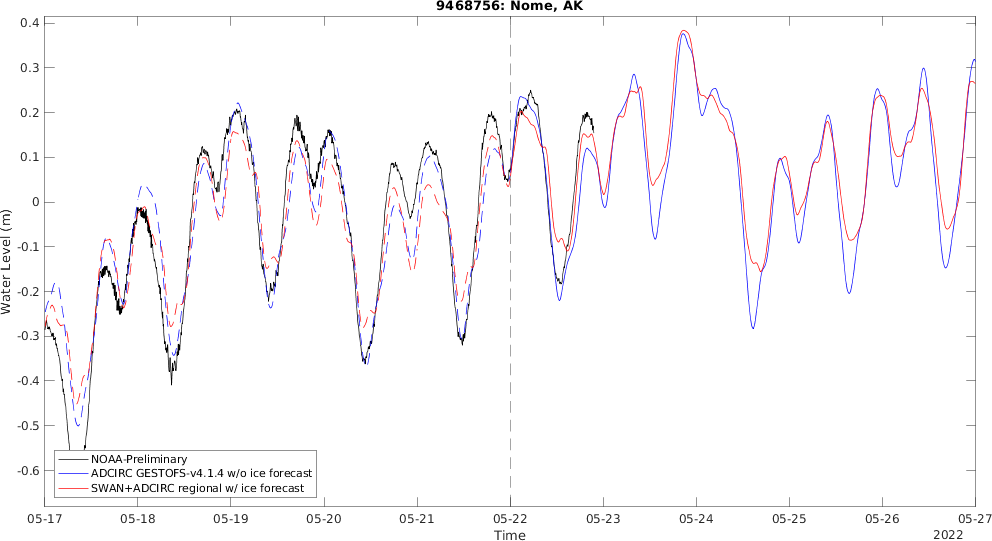 9468756: Nome, AK
0.4
0.3
0.2
0.1
0
-0.1
-0.2
-0.3
-0.4
-0.5
-0.6
Water Level (m)
NOAA-Preliminary
ADCIRC GESTOFS-v4.1.4 w/o ice forecast
SWAN+ADCIRC regional w/ ice forecast
05-17 05-18 05-19 05-20 05-21 05-22 05-23 05-24 05-25 05-26 05-27
Time
2022